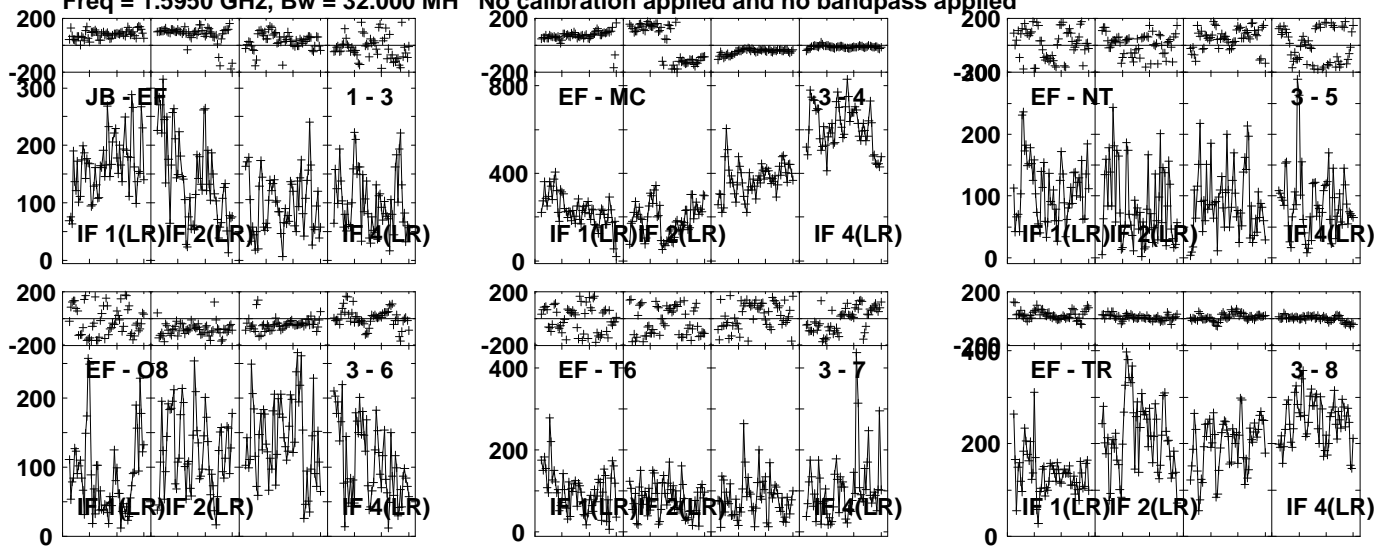 Freq = 1.5950 GHz, Bw = 32.000 MH No calibration applied and no bandpass applied
200
-200
300
200
100
0
JB - EF 1 - 3
IF 1(LR) IF 2(LR) IF 4(LR)
200
-200
800
400
0
EF - MC 3 - 4
IF 1(LR) IF 2(LR) IF 4(LR)
200
-200
300
200
100
0
EF - NT 3 - 5
IF 1(LR) IF 2(LR) IF 4(LR)
200
-200
200
100
0
EF - O8 3 - 6
IF 1(LR) IF 2(LR) IF 4(LR)
200
-200
400
200
0
EF - T6 3 - 7
IF 1(LR) IF 2(LR) IF 4(LR)
200
-200
400
200
0
EF - TR 3 - 8
IF 1(LR) IF 2(LR) IF 4(LR)